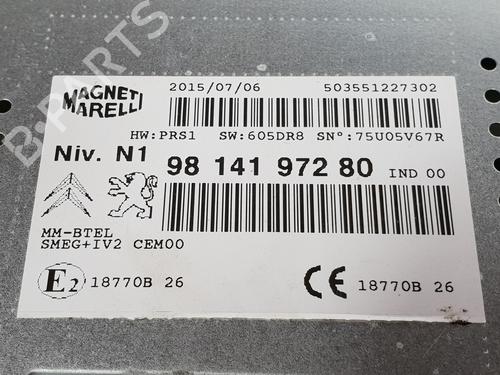 B-PARTS
MAGNETI MARELLI
2015/07/06 503551227302
HW:PRS1 SW:605DR8 SN°:75U05V67R
Niv. N1 98 141 972 80 IND 00
MM-BTEL
SMEG+IV2 CEM00
E2 18770B 26 CE 18770B 26